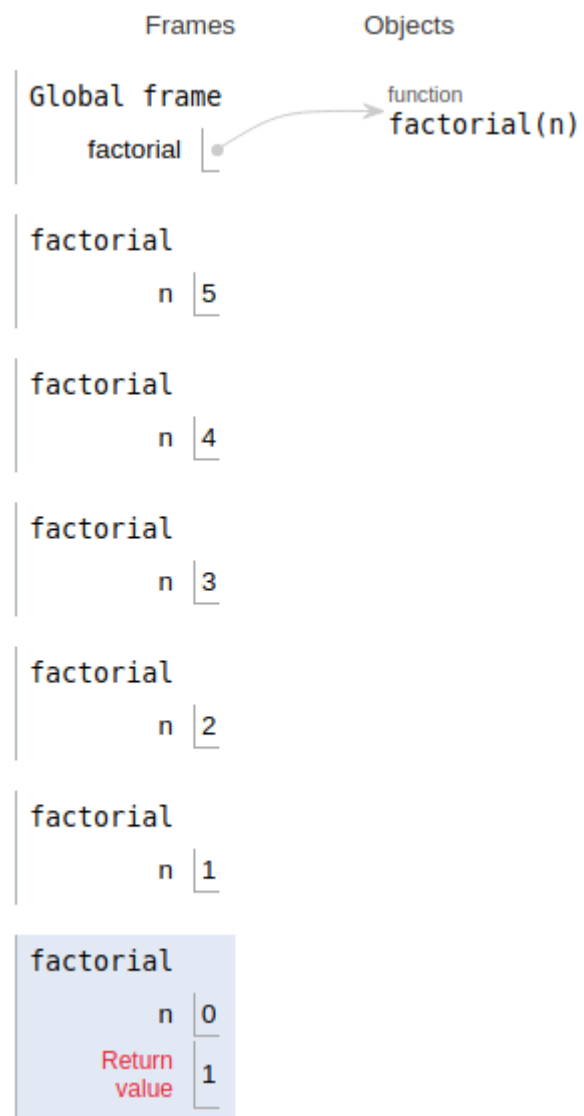 Frames Objects
Global frame
factorial
function
factorial(n)
factorial
n 5
factorial
n 4
factorial
n 3
factorial
n 2
factorial
n 1
factorial
n 0
Return
value 1